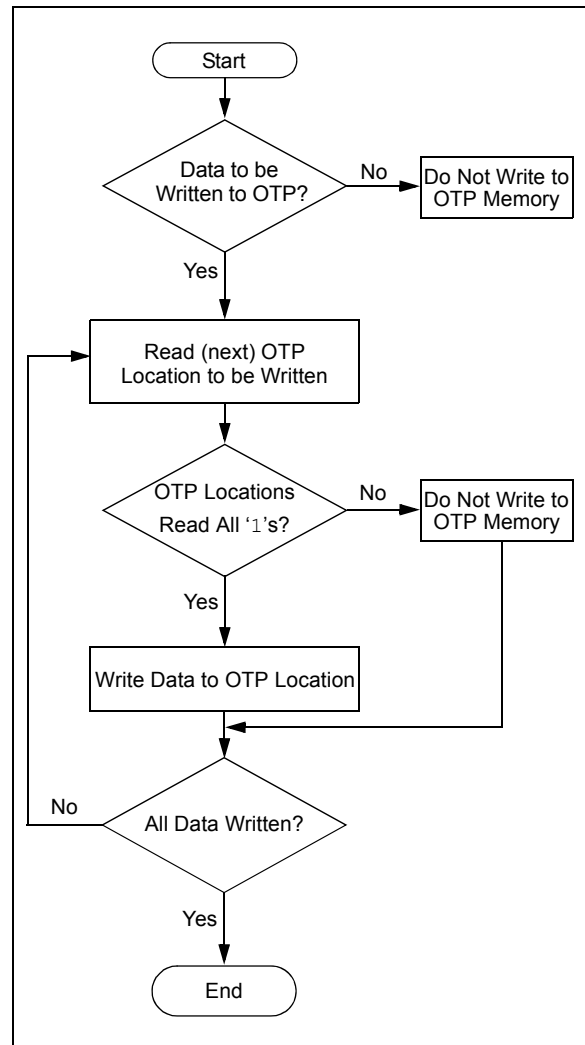 Start
Data to be
Written to OTP?
No
Do Not Write to
OTP Memory
Yes
Read (next) OTP
Location to be Written
OTP Locations
Read All ‘1’s?
No
Do Not Write to
OTP Memory
Yes
Write Data to OTP Location
No
All Data Written?
Yes
End